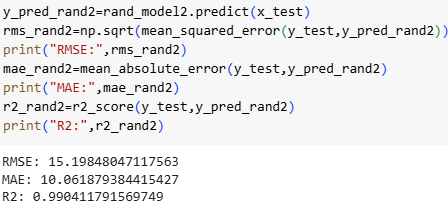 y_pred_rand2=rand_model2.predict(x_test)
rms_rand2=np.sqrt(mean_squared_error(y_test,y_pred_rand2))
print("RMSE:",rms_rand2)
mae_rand2=mean_absolute_error(y_test,y_pred_rand2)
print("MAE:",mae_rand2)
r2_rand2=r2_score(y_test,y_pred_rand2)
print("R2:",r2_rand2)
RMSE: 15.19848047117563
MAE: 10.061879384415427
R2: 0.990411791569749